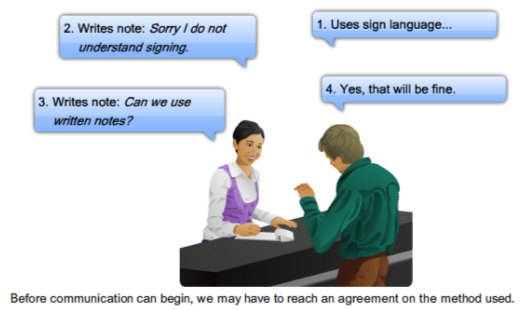 1. Uses sign language...
2. Writes note: Sorry I do not
understand signing.
3. Writes note: Can we use
written notes?
4. Yes, that will be fine.
Before communication can begin, we may have to reach an agreement on the method used.